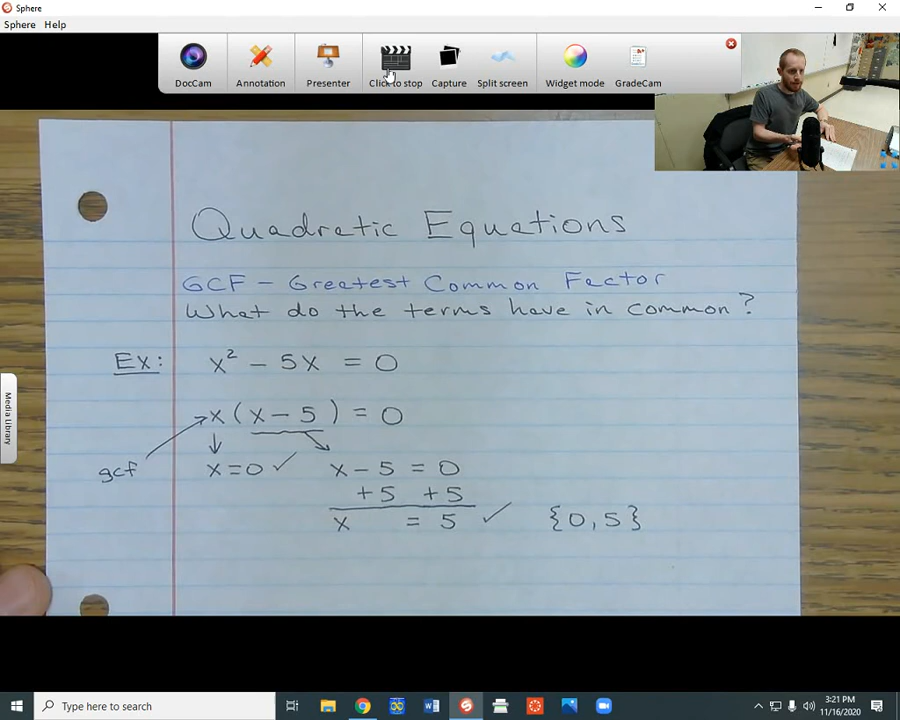 Sphere
Sphere Help
DocCam Annotation Presenter Click to stop Capture Split screen Widget mode GradeCam
Media Library
Quadratic Equations
GCF - Greatest Common Factor
What do the terms have in common?
Ex: x² - 5x = 0
x(x - 5) = 0
gcf
x = 0 ✓ x - 5 = 0
+5 +5
x = 5 ✓ {0, 5}
Type here to search
3:21 PM
11/16/2020